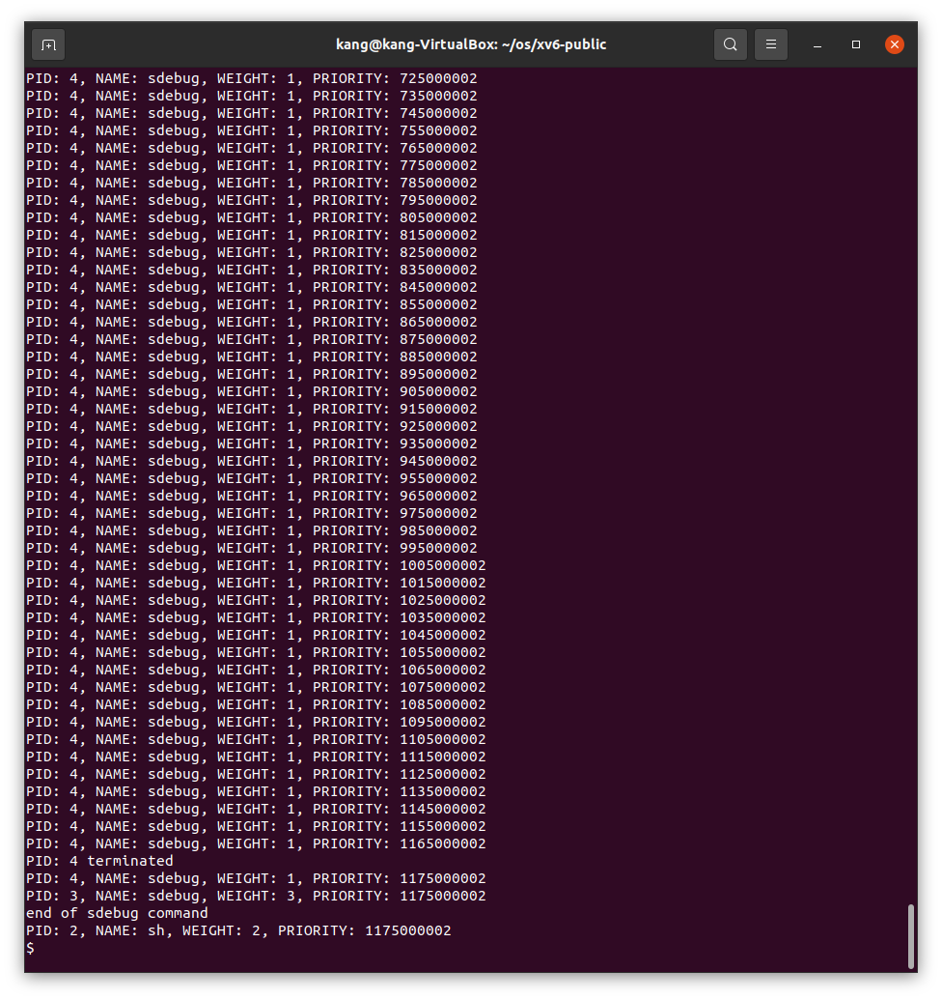 kang@kang-VirtualBox: ~/os/xv6-public
PID: 4, NAME: sdebug, WEIGHT: 1, PRIORITY: 725000002
PID: 4, NAME: sdebug, WEIGHT: 1, PRIORITY: 735000002
PID: 4, NAME: sdebug, WEIGHT: 1, PRIORITY: 745000002
PID: 4, NAME: sdebug, WEIGHT: 1, PRIORITY: 755000002
PID: 4, NAME: sdebug, WEIGHT: 1, PRIORITY: 765000002
PID: 4, NAME: sdebug, WEIGHT: 1, PRIORITY: 775000002
PID: 4, NAME: sdebug, WEIGHT: 1, PRIORITY: 785000002
PID: 4, NAME: sdebug, WEIGHT: 1, PRIORITY: 795000002
PID: 4, NAME: sdebug, WEIGHT: 1, PRIORITY: 805000002
PID: 4, NAME: sdebug, WEIGHT: 1, PRIORITY: 815000002
PID: 4, NAME: sdebug, WEIGHT: 1, PRIORITY: 825000002
PID: 4, NAME: sdebug, WEIGHT: 1, PRIORITY: 835000002
PID: 4, NAME: sdebug, WEIGHT: 1, PRIORITY: 845000002
PID: 4, NAME: sdebug, WEIGHT: 1, PRIORITY: 855000002
PID: 4, NAME: sdebug, WEIGHT: 1, PRIORITY: 865000002
PID: 4, NAME: sdebug, WEIGHT: 1, PRIORITY: 875000002
PID: 4, NAME: sdebug, WEIGHT: 1, PRIORITY: 885000002
PID: 4, NAME: sdebug, WEIGHT: 1, PRIORITY: 895000002
PID: 4, NAME: sdebug, WEIGHT: 1, PRIORITY: 905000002
PID: 4, NAME: sdebug, WEIGHT: 1, PRIORITY: 915000002
PID: 4, NAME: sdebug, WEIGHT: 1, PRIORITY: 925000002
PID: 4, NAME: sdebug, WEIGHT: 1, PRIORITY: 935000002
PID: 4, NAME: sdebug, WEIGHT: 1, PRIORITY: 945000002
PID: 4, NAME: sdebug, WEIGHT: 1, PRIORITY: 955000002
PID: 4, NAME: sdebug, WEIGHT: 1, PRIORITY: 965000002
PID: 4, NAME: sdebug, WEIGHT: 1, PRIORITY: 975000002
PID: 4, NAME: sdebug, WEIGHT: 1, PRIORITY: 985000002
PID: 4, NAME: sdebug, WEIGHT: 1, PRIORITY: 995000002
PID: 4, NAME: sdebug, WEIGHT: 1, PRIORITY: 1005000002
PID: 4, NAME: sdebug, WEIGHT: 1, PRIORITY: 1015000002
PID: 4, NAME: sdebug, WEIGHT: 1, PRIORITY: 1025000002
PID: 4, NAME: sdebug, WEIGHT: 1, PRIORITY: 1035000002
PID: 4, NAME: sdebug, WEIGHT: 1, PRIORITY: 1045000002
PID: 4, NAME: sdebug, WEIGHT: 1, PRIORITY: 1055000002
PID: 4, NAME: sdebug, WEIGHT: 1, PRIORITY: 1065000002
PID: 4, NAME: sdebug, WEIGHT: 1, PRIORITY: 1075000002
PID: 4, NAME: sdebug, WEIGHT: 1, PRIORITY: 1085000002
PID: 4, NAME: sdebug, WEIGHT: 1, PRIORITY: 1095000002
PID: 4, NAME: sdebug, WEIGHT: 1, PRIORITY: 1105000002
PID: 4, NAME: sdebug, WEIGHT: 1, PRIORITY: 1115000002
PID: 4, NAME: sdebug, WEIGHT: 1, PRIORITY: 1125000002
PID: 4, NAME: sdebug, WEIGHT: 1, PRIORITY: 1135000002
PID: 4, NAME: sdebug, WEIGHT: 1, PRIORITY: 1145000002
PID: 4, NAME: sdebug, WEIGHT: 1, PRIORITY: 1155000002
PID: 4, NAME: sdebug, WEIGHT: 1, PRIORITY: 1165000002
PID: 4 terminated
PID: 4, NAME: sdebug, WEIGHT: 1, PRIORITY: 1175000002
PID: 3, NAME: sdebug, WEIGHT: 3, PRIORITY: 1175000002
end of sdebug command
PID: 2, NAME: sh, WEIGHT: 2, PRIORITY: 1175000002
$